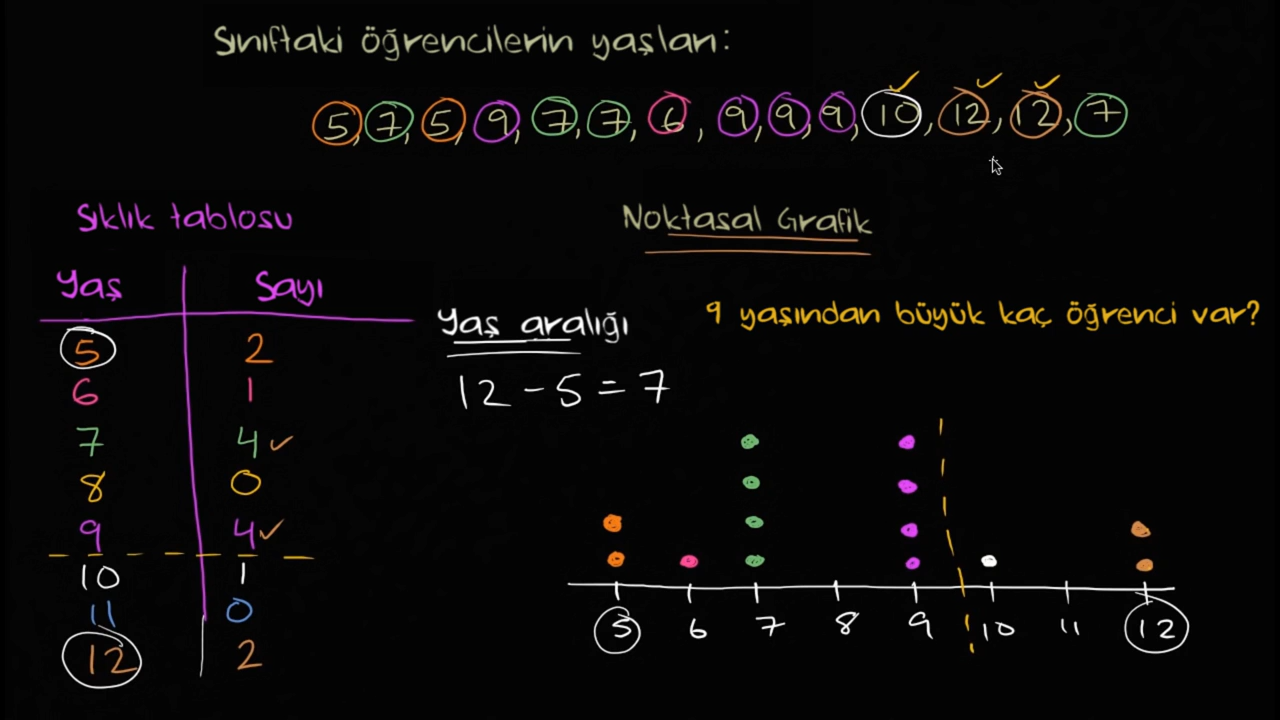 Sınıftaki öğrencilerin yaşları:
5, 7, 5, 9, 7, 7, 6, 9, 9, 9, 10, 12, 12, 7
Sıklık tablosu
Yaş Sayı
5 2
6 1
7 4
8 0
9 4
10 1
11 0
12 2
Noktasal Grafik
Yaş aralığı
12 - 5 = 7
9 yaşından büyük kaç öğrenci var?
5 6 7 8 9 10 11 12